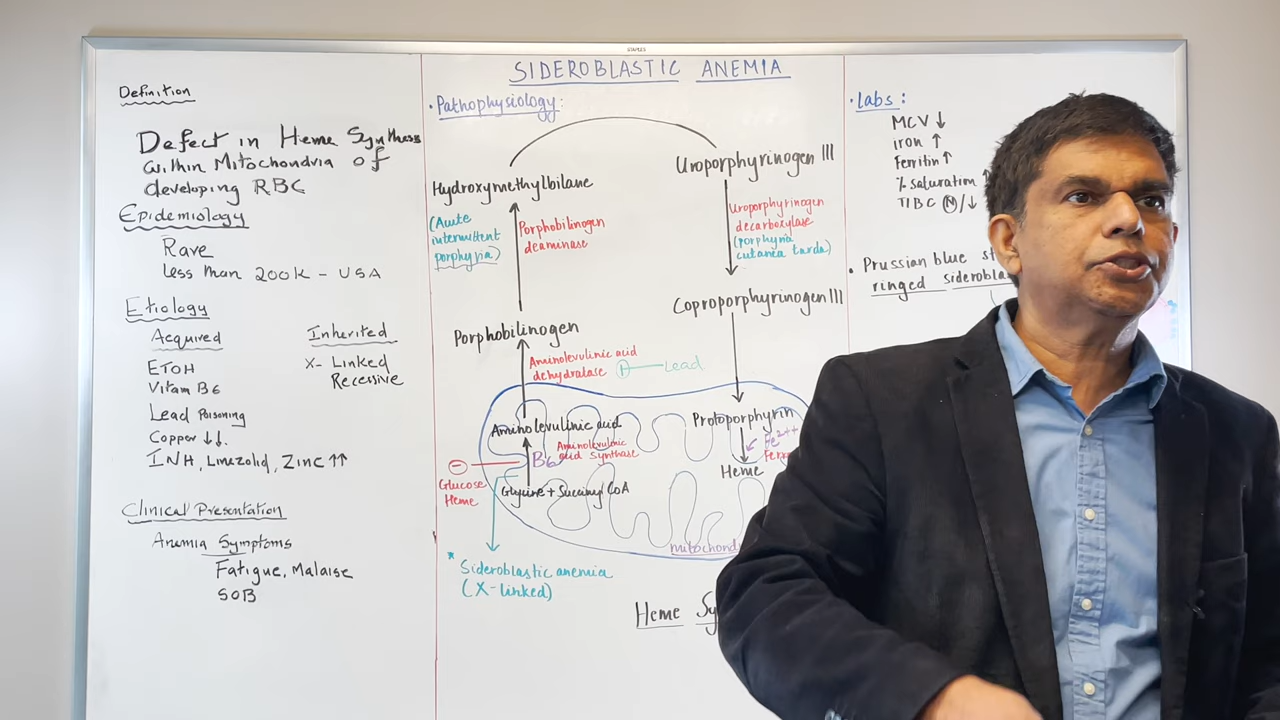 STAPLES
SIDEROBLASTIC ANEMIA
Definition
Defect in Heme Synthesis
within Mitochondria of
developing RBC
Epidemiology
Rare
less than 200K - USA
Etiology
Acquired
ETOH
Vitam B6
Lead Poisoning
Copper ↓↓.
INH, Linezolid, Zinc ↑↑
Inherited
X- Linked
Recessive
Clinical Presentation
Anemia Symptoms
Fatigue, Malaise
SOB
• Pathophysiology:
Hydroxymethylbilane
(Acute
intermittent
porphyria)
Porphobilinogen
deaminase
Porphobilinogen
Aminolevulinic acid
dehydratase
Lead
Aminolevulinic acid
Aminolevulinic
acid synthase
B6
Glycine + Succinyl CoA
⊖
Glucose
Heme
* Sideroblastic anemia
(X-linked)
Uroporphyrinogen III
Uroporphyrinogen
decarboxylase
(porphyria
cutanea tarda)
Coproporphyrinogen III
Protoporphyrin
Fe2++
Heme
• Labs:
MCV ↓
Iron ↑
Ferritin ↑
% saturation ↑
TIBC Ⓝ/↓
• Prussian blue
ringed